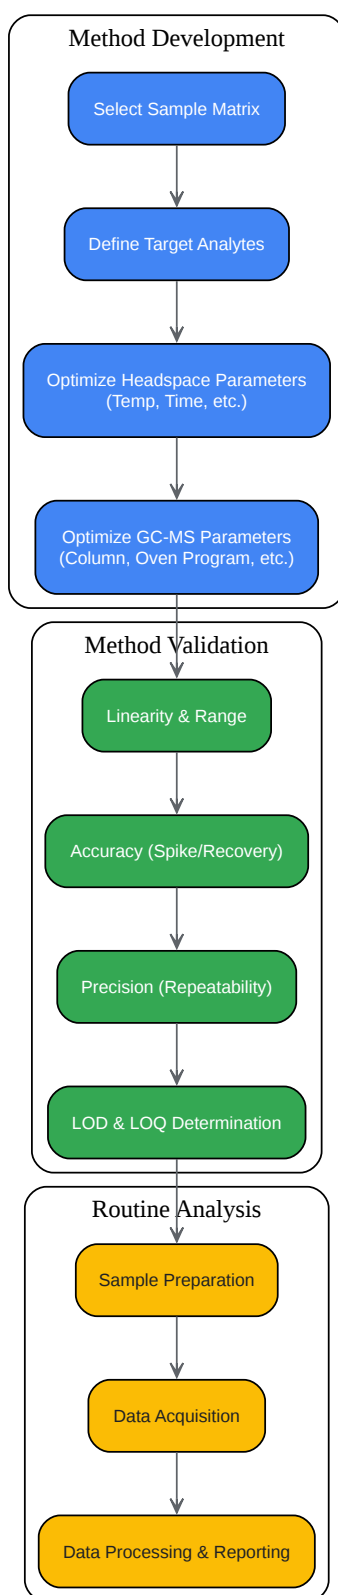 Method Development
Select Sample Matrix
Define Target Analytes
Optimize Headspace Parameters
(Temp, Time, etc.)
Optimize GC-MS Parameters
(Column, Oven Program, etc.)
Method Validation
Linearity & Range
Accuracy (Spike/Recovery)
Precision (Repeatability)
LOD & LOQ Determination
Routine Analysis
Sample Preparation
Data Acquisition
Data Processing & Reporting